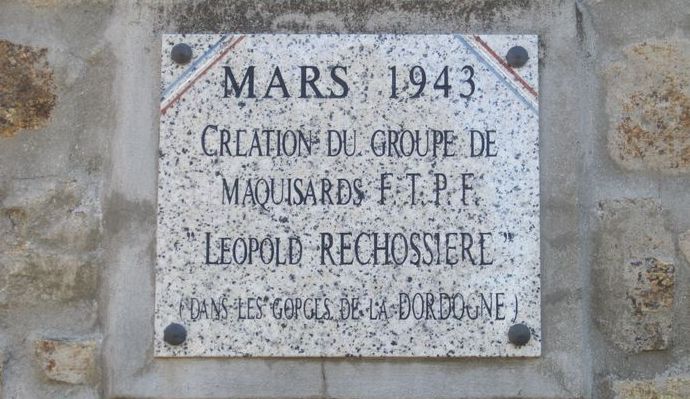 MARS 1943
CREATION DU GROUPE DE
MAQUISARDS F.T.P.F.
"LEOPOLD RECHOSSIERE"
(DANS LES GORGES DE LA DORDOGNE)